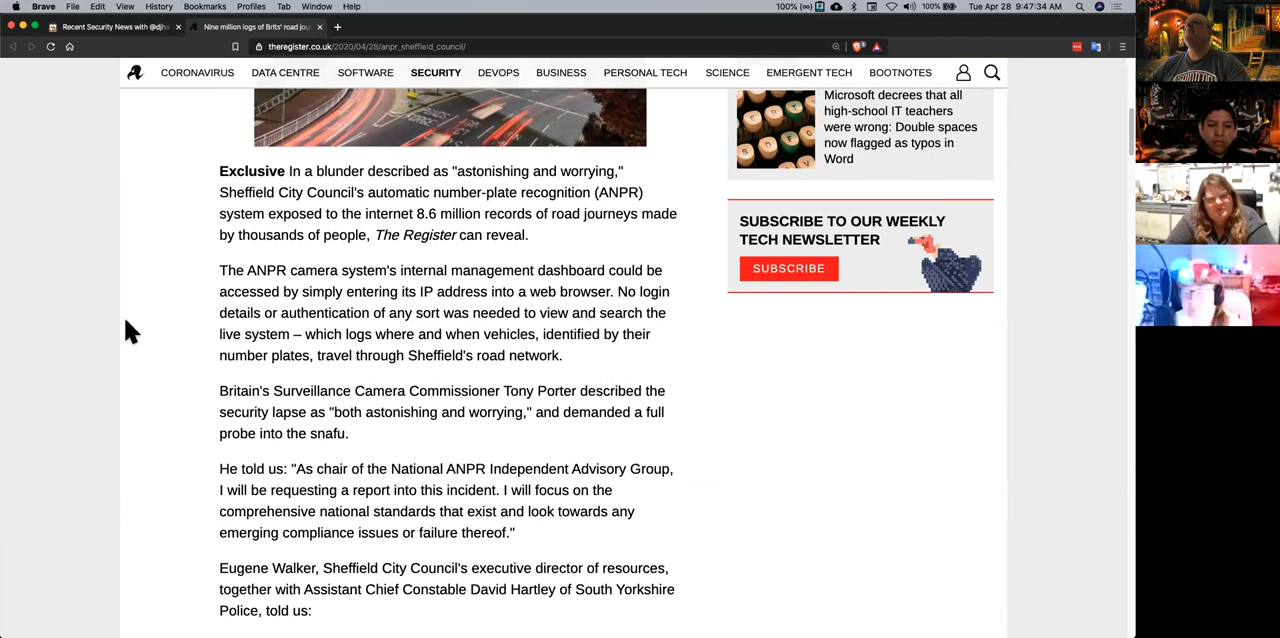 Brave File Edit View History Bookmarks Profiles Tab Window Help 100% 100% Tue Apr 28 9:47:34 AM
Recent Security News with @djha × Nine million logs of Brits' road jou × +
theregister.co.uk/2020/04/28/anpr_sheffield_council/
CORONAVIRUS DATA CENTRE SOFTWARE SECURITY DEVOPS BUSINESS PERSONAL TECH SCIENCE EMERGENT TECH BOOTNOTES
Exclusive In a blunder described as "astonishing and worrying,"
Sheffield City Council's automatic number-plate recognition (ANPR)
system exposed to the internet 8.6 million records of road journeys made
by thousands of people, The Register can reveal.
The ANPR camera system's internal management dashboard could be
accessed by simply entering its IP address into a web browser. No login
details or authentication of any sort was needed to view and search the
live system – which logs where and when vehicles, identified by their
number plates, travel through Sheffield's road network.
Britain's Surveillance Camera Commissioner Tony Porter described the
security lapse as "both astonishing and worrying," and demanded a full
probe into the snafu.
He told us: "As chair of the National ANPR Independent Advisory Group,
I will be requesting a report into this incident. I will focus on the
comprehensive national standards that exist and look towards any
emerging compliance issues or failure thereof."
Eugene Walker, Sheffield City Council's executive director of resources,
together with Assistant Chief Constable David Hartley of South Yorkshire
Police, told us:
Microsoft decrees that all
high-school IT teachers
were wrong: Double spaces
now flagged as typos in
Word
SUBSCRIBE TO OUR WEEKLY
TECH NEWSLETTER
SUBSCRIBE